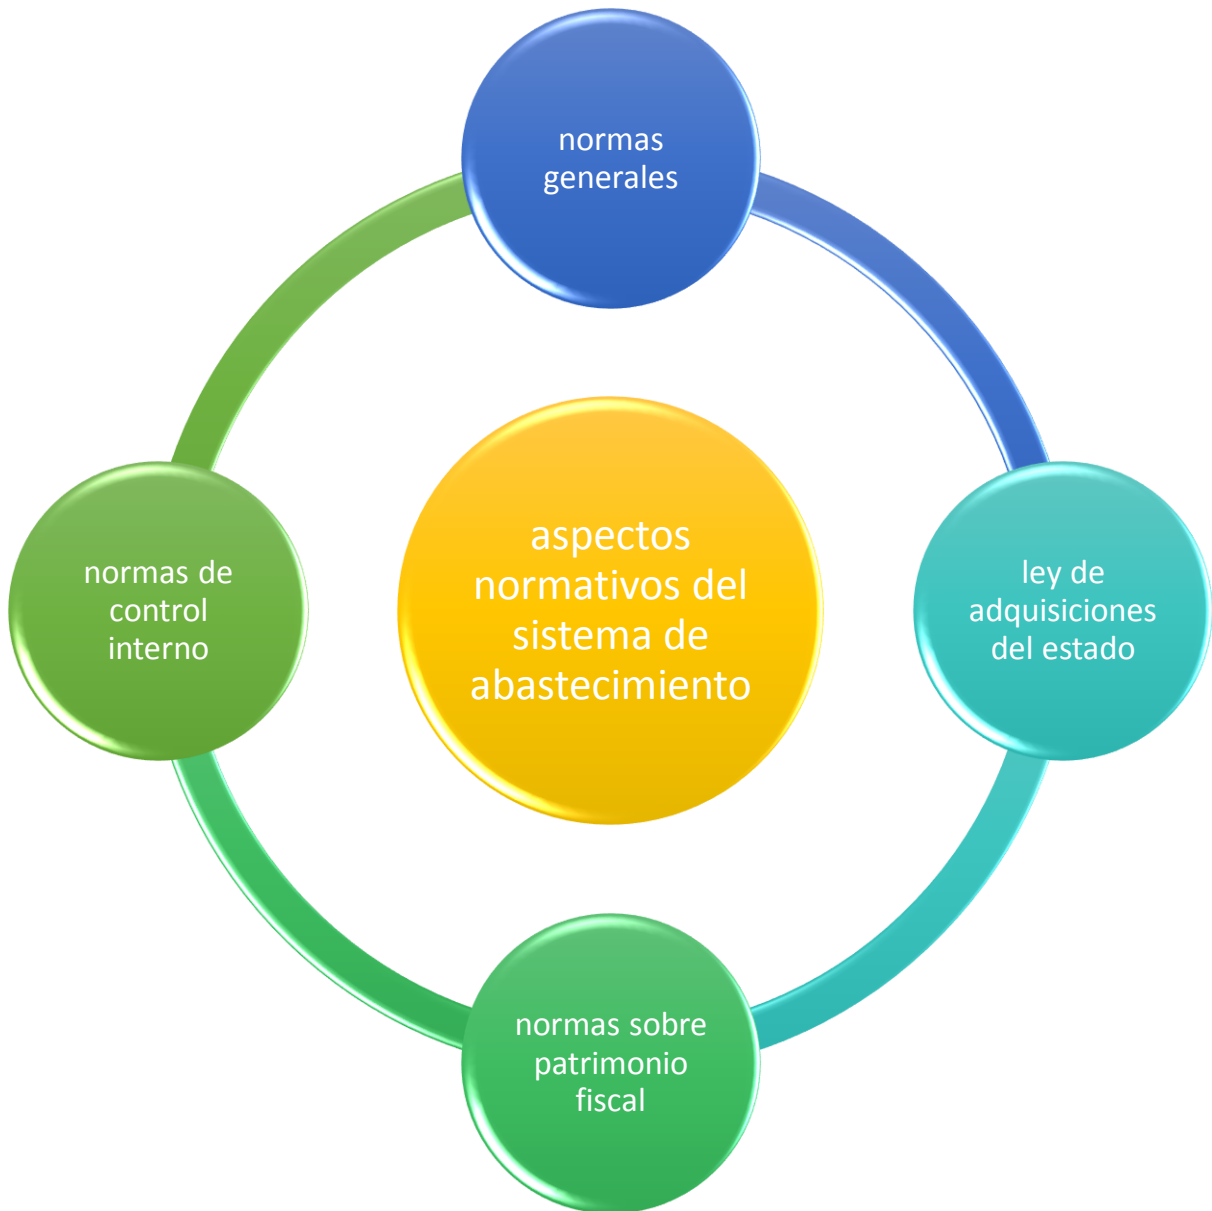 normas
generales
aspectos
normativos del
sistema de
abastecimiento
ley de
adquisiciones
del estado
normas sobre
patrimonio
fiscal
normas de
control
interno